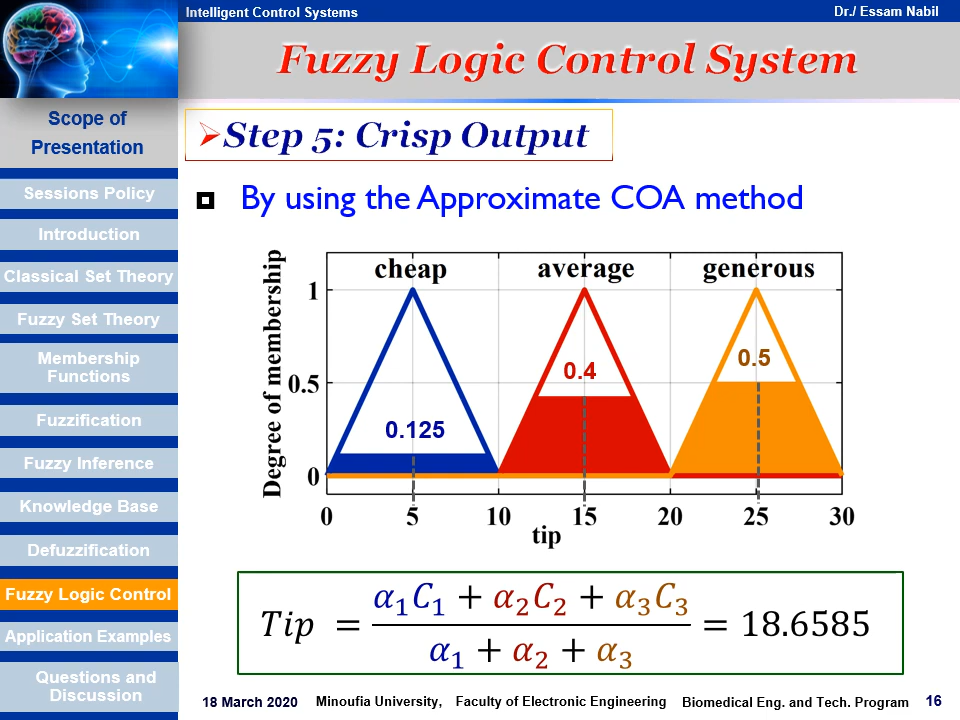 Intelligent Control Systems
Dr./ Essam Nabil
Fuzzy Logic Control System
Scope of
Presentation
Sessions Policy
Introduction
Classical Set Theory
Fuzzy Set Theory
Membership
Functions
Fuzzification
Fuzzy Inference
Knowledge Base
Defuzzification
Fuzzy Logic Control
Application Examples
Questions and
Discussion
Step 5: Crisp Output
By using the Approximate COA method
Degree of membership
cheap average generous
1
0.5
0
0.125
0.4
0.5
0 5 10 15 20 25 30
tip
Tip = (α₁C₁ + α₂C₂ + α₃C₃) / (α₁ + α₂ + α₃) = 18.6585
18 March 2020 Minoufia University, Faculty of Electronic Engineering Biomedical Eng. and Tech. Program 16